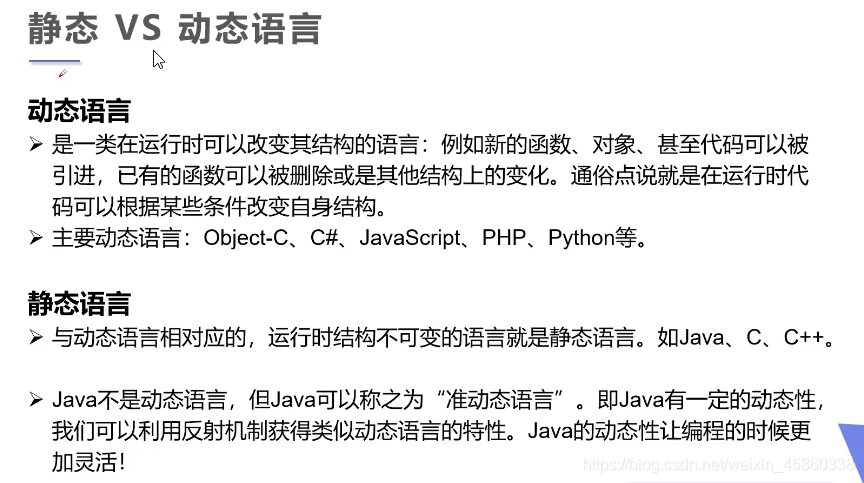 静态 VS 动态语言
动态语言
➢ 是一类在运行时可以改变其结构的语言：例如新的函数、对象、甚至代码可以被
引进，已有的函数可以被删除或是其他结构上的变化。通俗点说就是在运行时代
码可以根据某些条件改变自身结构。
➢ 主要动态语言：Object-C、C#、JavaScript、PHP、Python等。
静态语言
➢ 与动态语言相对应的，运行时结构不可变的语言就是静态语言。如Java、C、C++。
➢ Java不是动态语言，但Java可以称之为“准动态语言”。即Java有一定的动态性，
我们可以利用反射机制获得类似动态语言的特性。Java的动态性让编程的时候更
加灵活！
https://blog.csdn.net/weixin_45860338